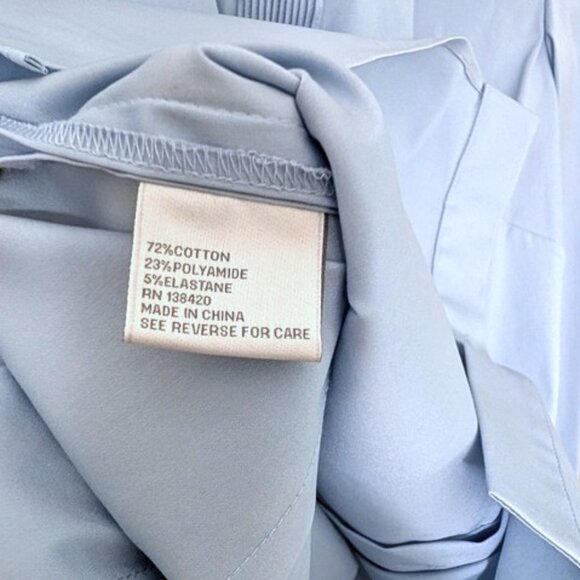 72%COTTON
23%POLYAMIDE
5%ELASTANE
RN 138420
MADE IN CHINA
SEE REVERSE FOR CARE